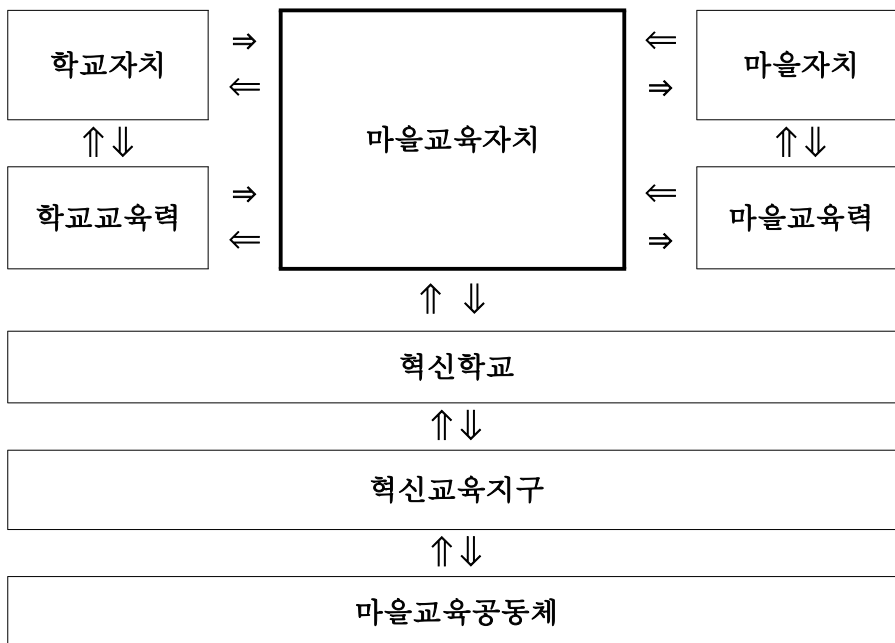 학교자치 ⇒ ⇐ 마을자치
⇐ ⇒
마을교육자치
⇑⇓ ⇑⇓
학교교육력 ⇒ ⇐ 마을교육력
⇐ ⇒
⇑ ⇓
혁신학교
⇑⇓
혁신교육지구
⇑⇓
마을교육공동체